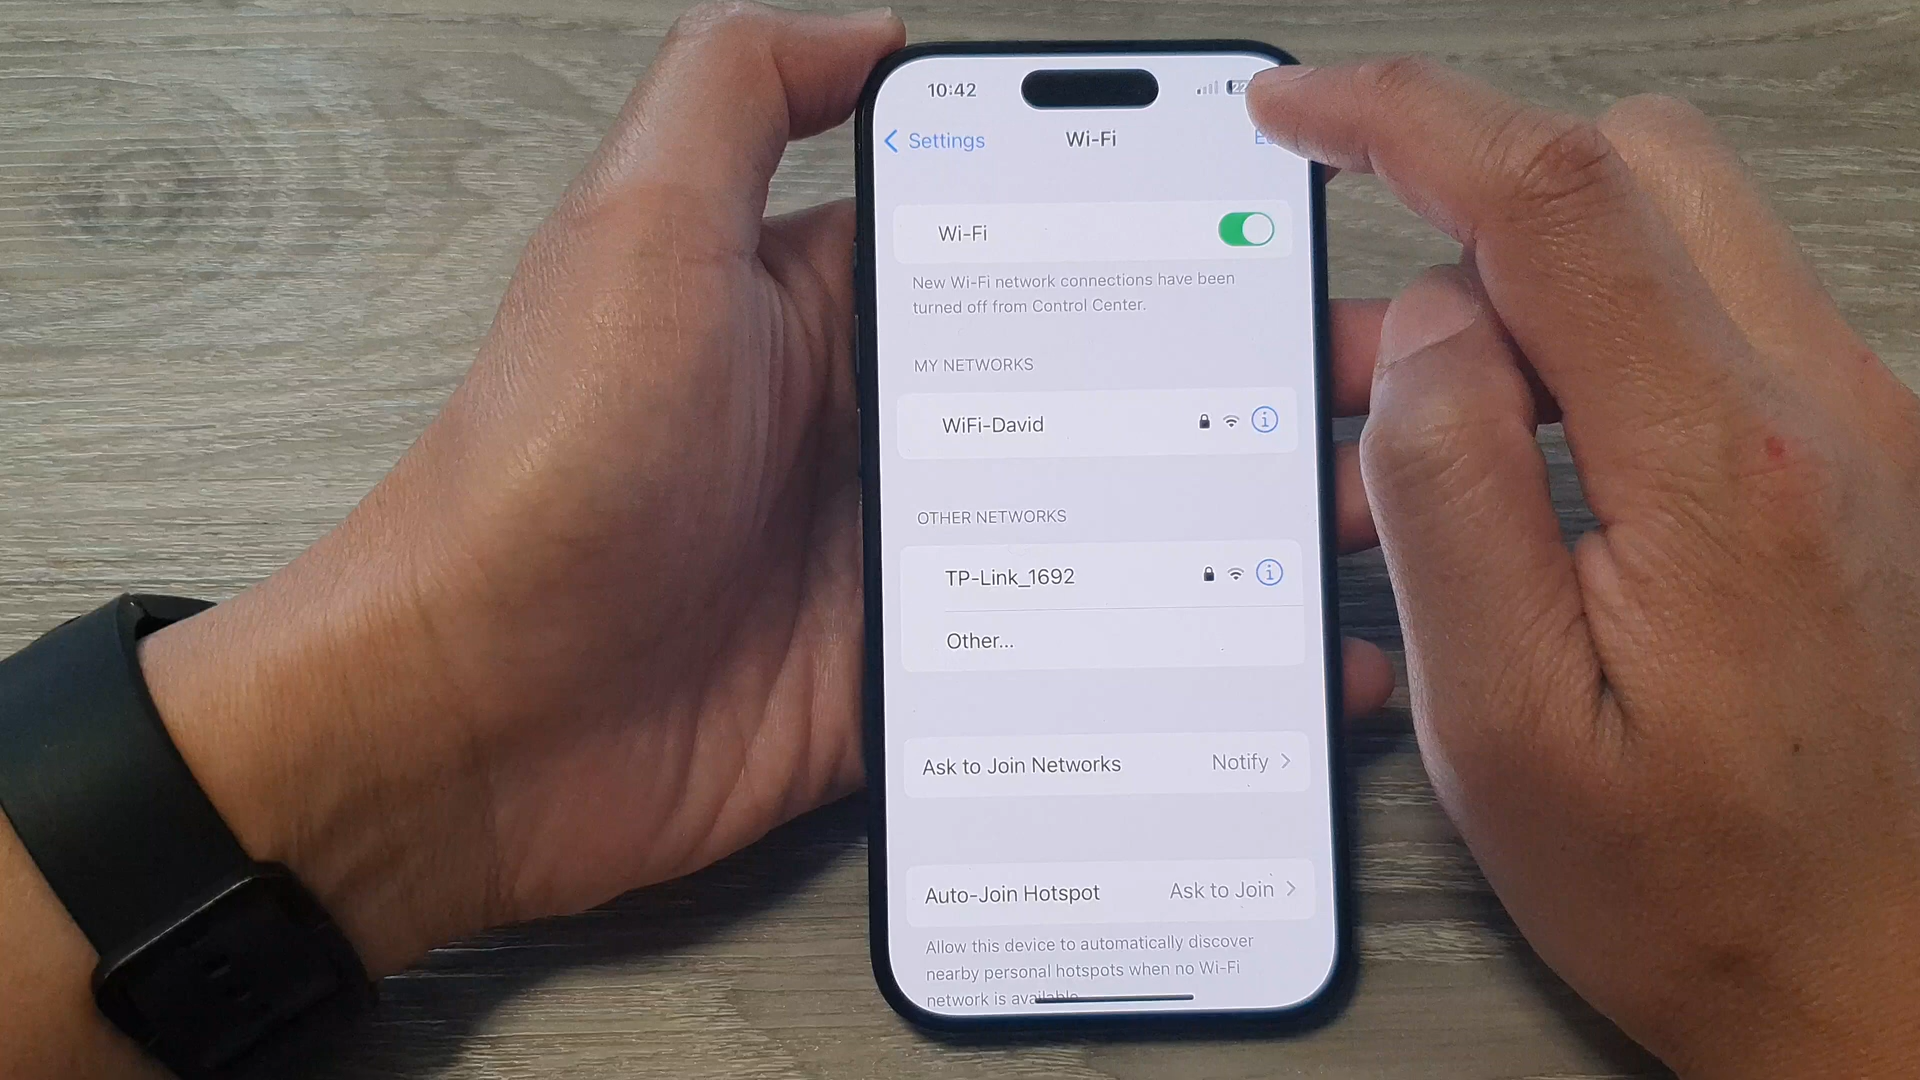 10:42
22
Settings
Wi-Fi
Wi-Fi
New Wi-Fi network connections have been
turned off from Control Center.
MY NETWORKS
WiFi-David
OTHER NETWORKS
TP-Link_1692
Other...
Ask to Join Networks Notify
Auto-Join Hotspot Ask to Join
Allow this device to automatically discover
nearby personal hotspots when no Wi-Fi
network is available.